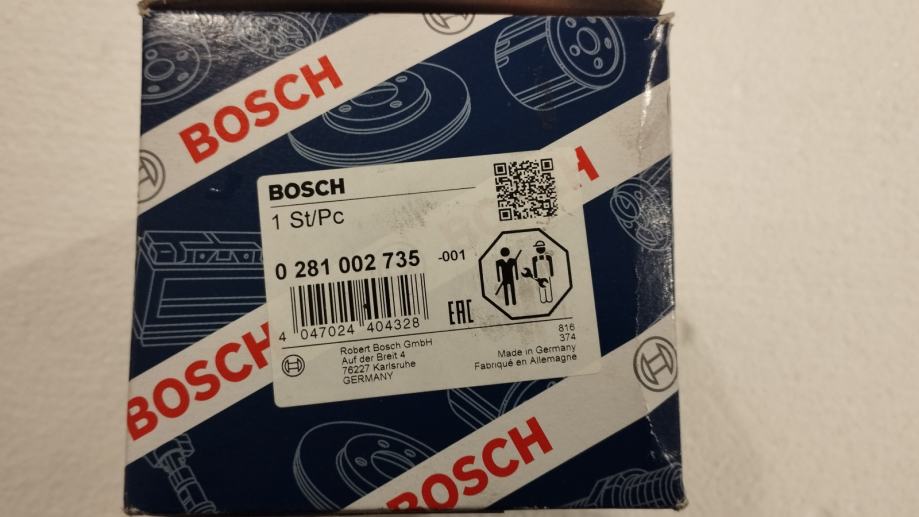 BOSCH
BOSCH
BOSCH
1 St/Pc
0 281 002 735 -001
4 047024 404328
EAC
816
374
Robert Bosch GmbH
Auf der Breit 4
76227 Karlsruhe
GERMANY
Made in Germany
Fabriqué en Allemagne
BOSCH
BOSCH